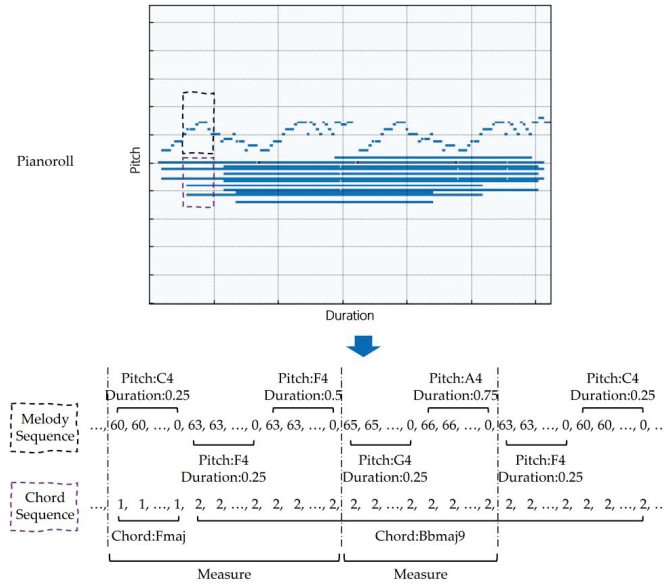 Pianoroll
Pitch
Duration
Pitch:C4 Pitch:F4 Pitch:A4 Pitch:C4
Duration:0.25 Duration:0.5 Duration:0.75 Duration:0.25
Melody
Sequence
..., 60, 60, ..., 0, 63, 63, ..., 0, 63, 63, ..., 0, 65, 65, ..., 0, 66, 66, ..., 0, 63, 63, ..., 0, 60, 60, ..., 0, ...
Pitch:F4 Pitch:G4 Pitch:F4
Duration:0.25 Duration:0.25 Duration:0.25
Chord
Sequence
..., 1, 1, ..., 1, 2, 2, ..., 2, 2, 2, ..., 2, 2, 2, ..., 2, 2, 2, ..., 2, 2, 2, ..., 2, 2, 2, ..., 2, ...
Chord:Fmaj Chord:Bbmaj9
Measure Measure